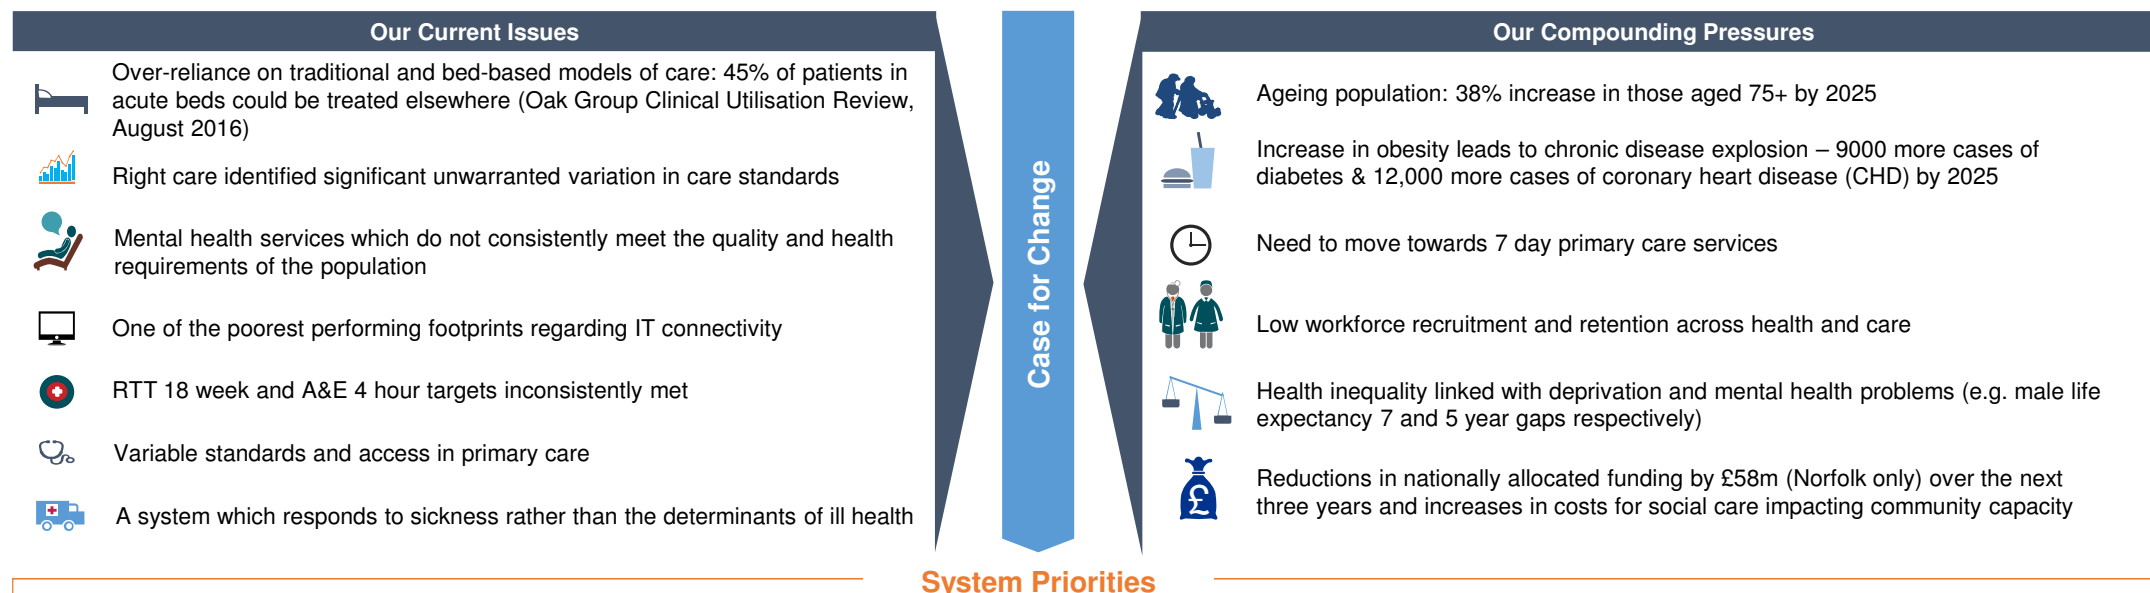 Our Current Issues
Over-reliance on traditional and bed-based models of care: 45% of patients in
acute beds could be treated elsewhere (Oak Group Clinical Utilisation Review,
August 2016)
Right care identified significant unwarranted variation in care standards
Mental health services which do not consistently meet the quality and health
requirements of the population
One of the poorest performing footprints regarding IT connectivity
RTT 18 week and A&E 4 hour targets inconsistently met
Variable standards and access in primary care
A system which responds to sickness rather than the determinants of ill health
Case for Change
Our Compounding Pressures
Ageing population: 38% increase in those aged 75+ by 2025
Increase in obesity leads to chronic disease explosion – 9000 more cases of
diabetes & 12,000 more cases of coronary heart disease (CHD) by 2025
Need to move towards 7 day primary care services
Low workforce recruitment and retention across health and care
Health inequality linked with deprivation and mental health problems (e.g. male life
expectancy 7 and 5 year gaps respectively)
£
Reductions in nationally allocated funding by £58m (Norfolk only) over the next
three years and increases in costs for social care impacting community capacity
System Priorities